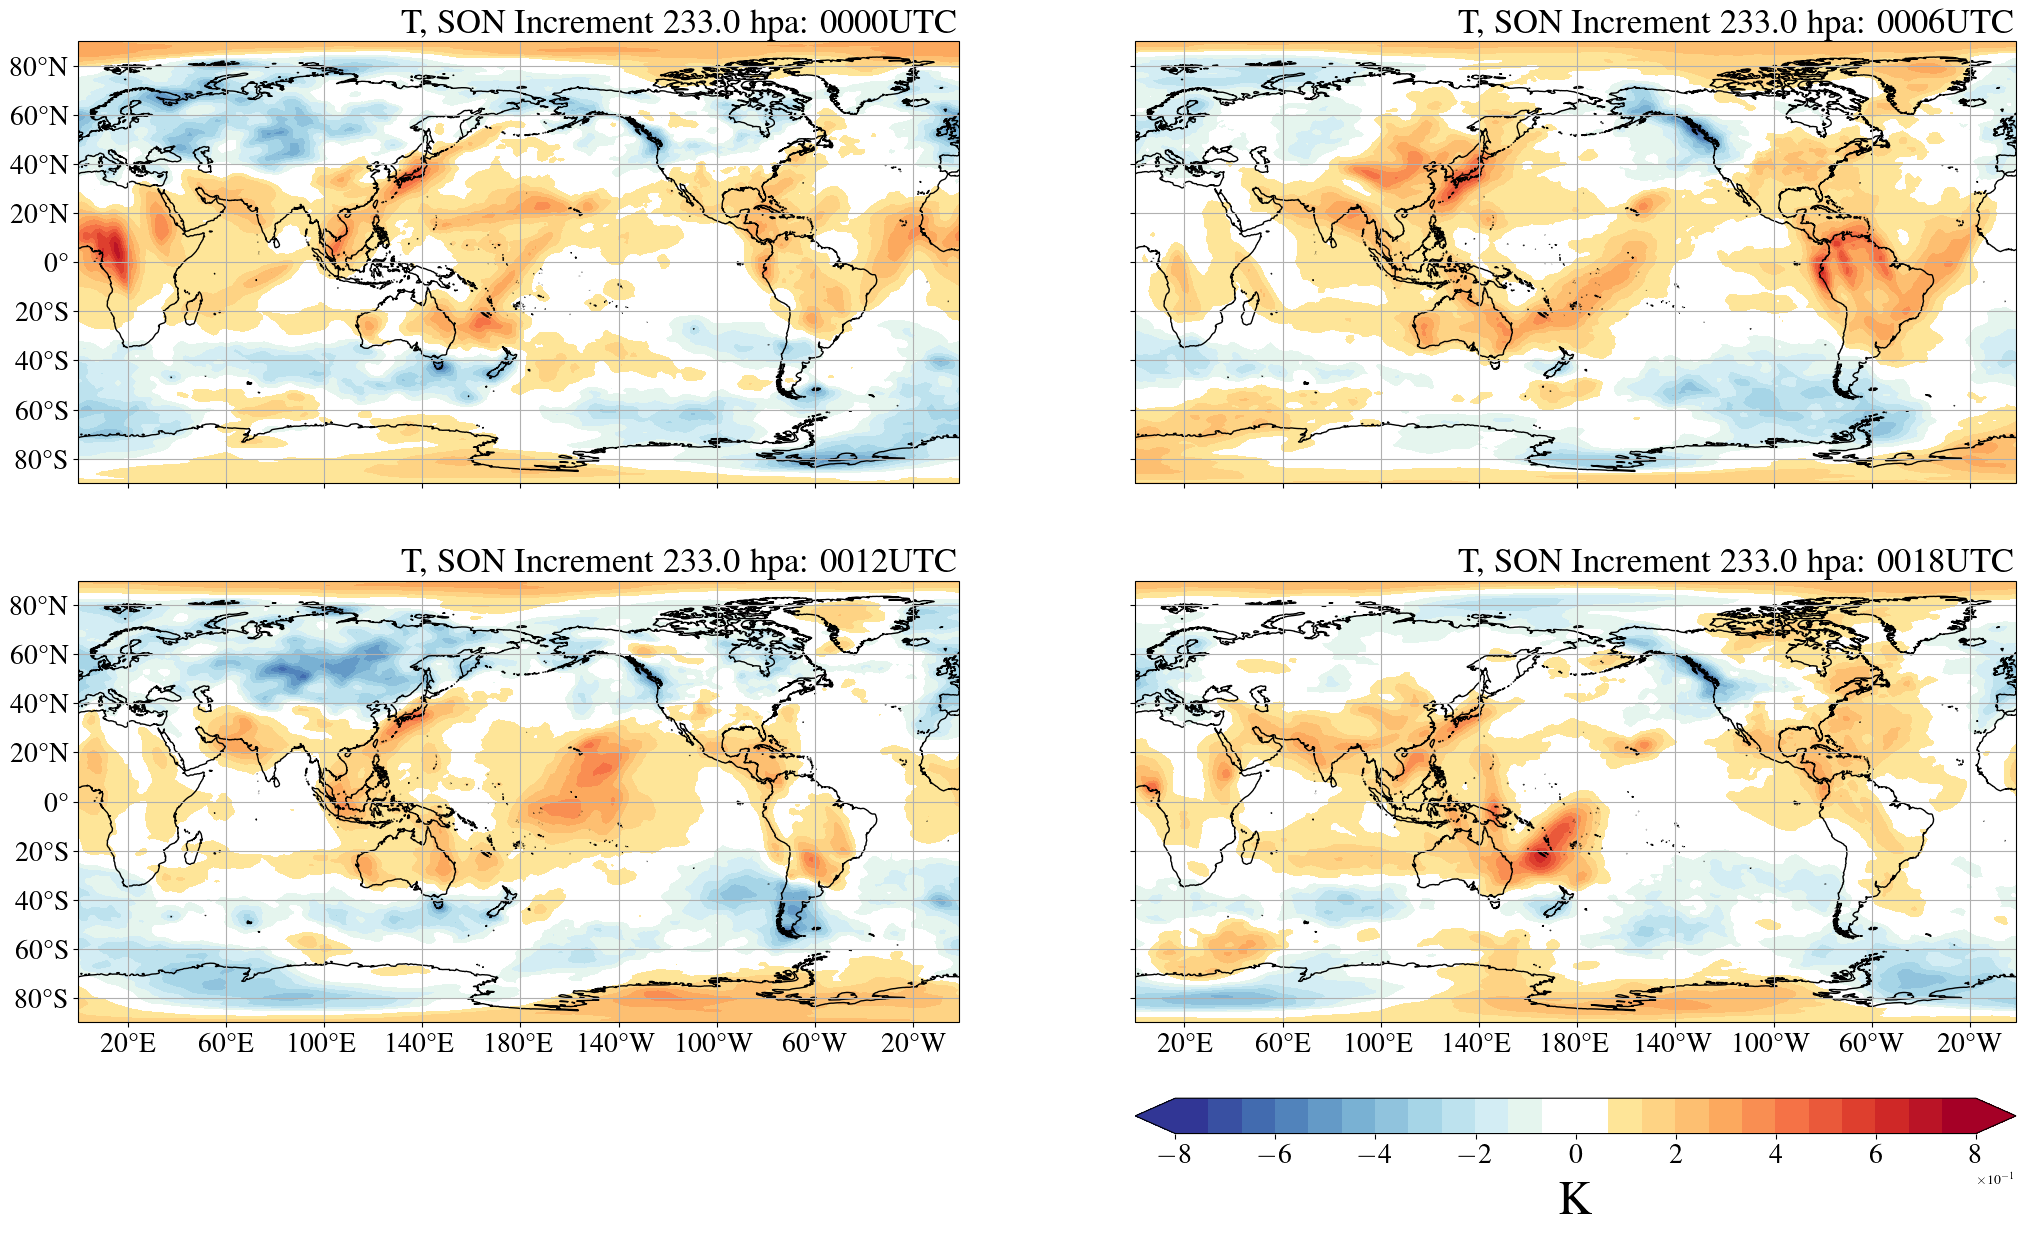 T, SON Increment 233.0 hpa: 0000UTC
T, SON Increment 233.0 hpa: 0006UTC
80°N
60°N
40°N
20°N
0°
20°S
40°S
60°S
80°S
T, SON Increment 233.0 hpa: 0012UTC
T, SON Increment 233.0 hpa: 0018UTC
80°N
60°N
40°N
20°N
0°
20°S
40°S
60°S
80°S
20°E 60°E 100°E 140°E 180°E 140°W 100°W 60°W 20°W
20°E 60°E 100°E 140°E 180°E 140°W 100°W 60°W 20°W
−8 −6 −4 −2 0 2 4 6 8
×10⁻¹
K